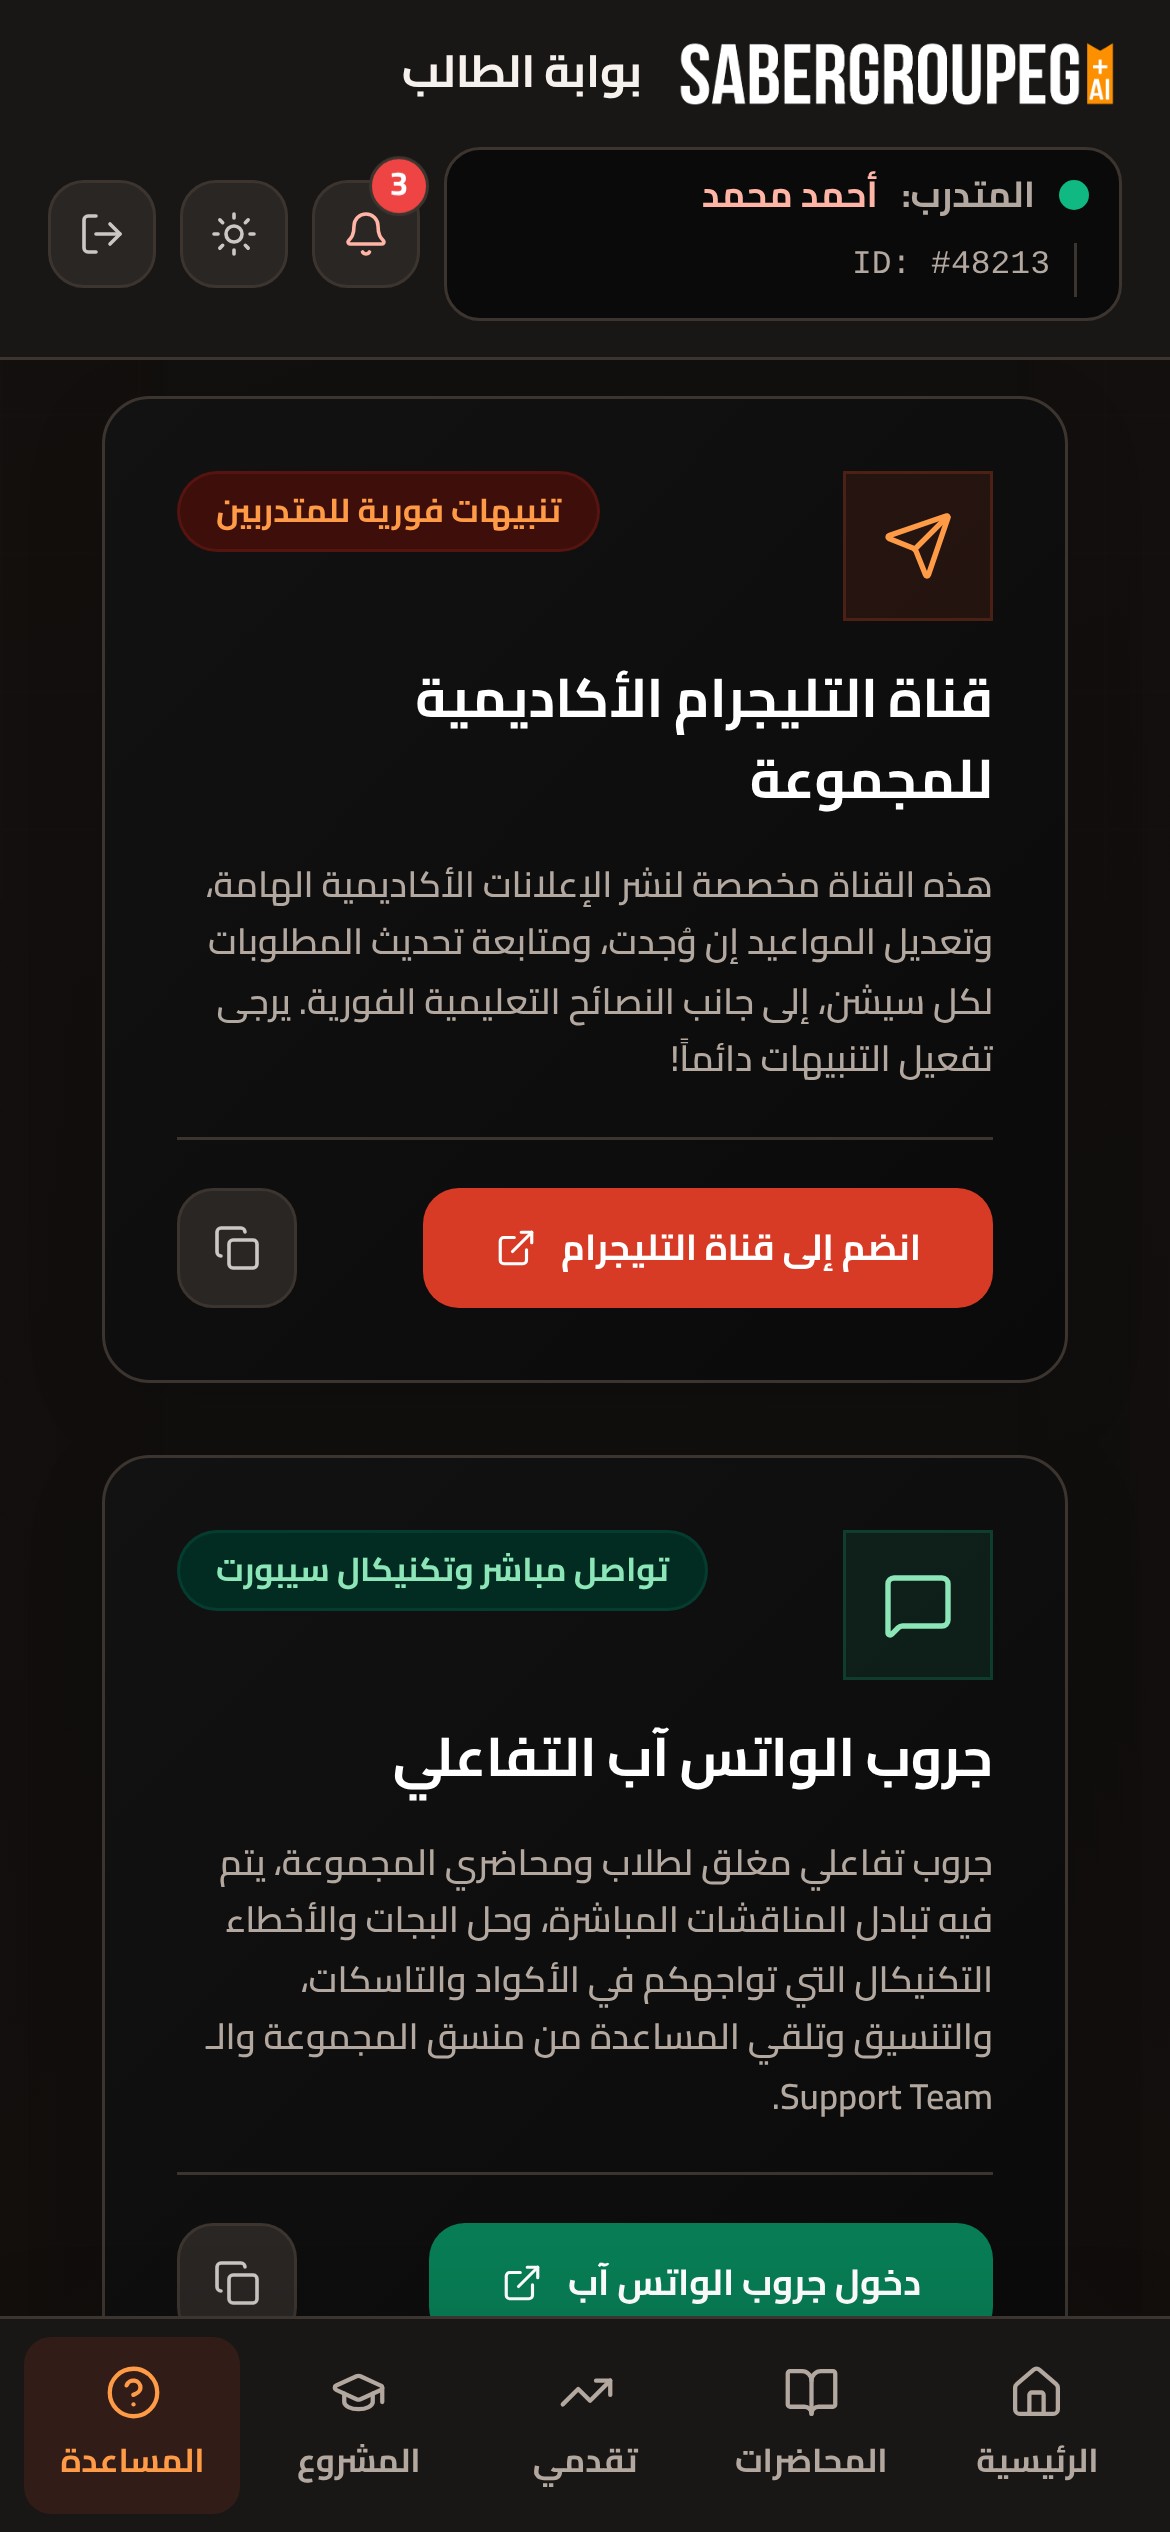 SABERGROUPEG +AI بوابة الطالب
المتدرب: أحمد محمد
ID: #48213
3
تنبيهات فورية للمتدربين
قناة التليجرام الأكاديمية
للمجموعة
هذه القناة مخصصة لنشر الإعلانات الأكاديمية الهامة،
وتعديل المواعيد إن وُجدت، ومتابعة تحديث المطلوبات
لكل سيشن، إلى جانب النصائح التعليمية الفورية. يرجى
تفعيل التنبيهات دائماً!
انضم إلى قناة التليجرام
تواصل مباشر وتكنيكال سيبورت
جروب الواتس آب التفاعلي
جروب تفاعلي مغلق لطلاب ومحاضري المجموعة، يتم
فيه تبادل المناقشات المباشرة، وحل البجات والأخطاء
التكنيكال التي تواجهكم في الأكواد والتاسكات،
والتنسيق وتلقي المساعدة من منسق المجموعة والـ
Support Team.
دخول جروب الواتس آب
الرئيسية
المحاضرات
تقدمي
المشروع
المساعدة